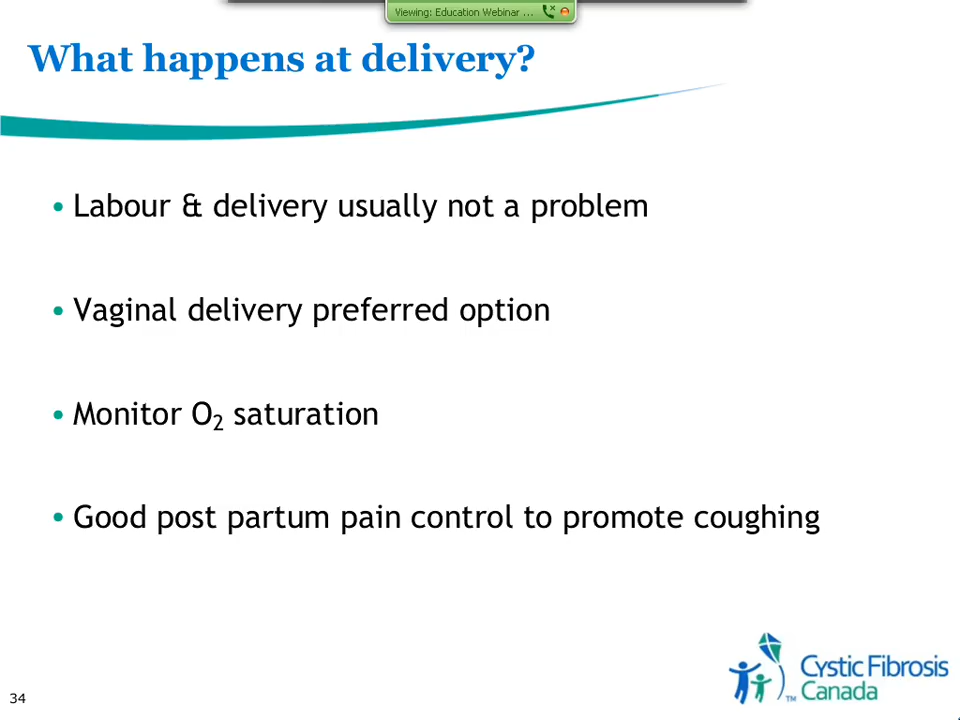 Viewing: Education Webinar ...
What happens at delivery?
• Labour & delivery usually not a problem
• Vaginal delivery preferred option
• Monitor O₂ saturation
• Good post partum pain control to promote coughing
34
TM
Cystic Fibrosis
Canada